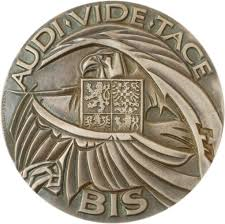 AUDI · VIDE · TACE
BIS